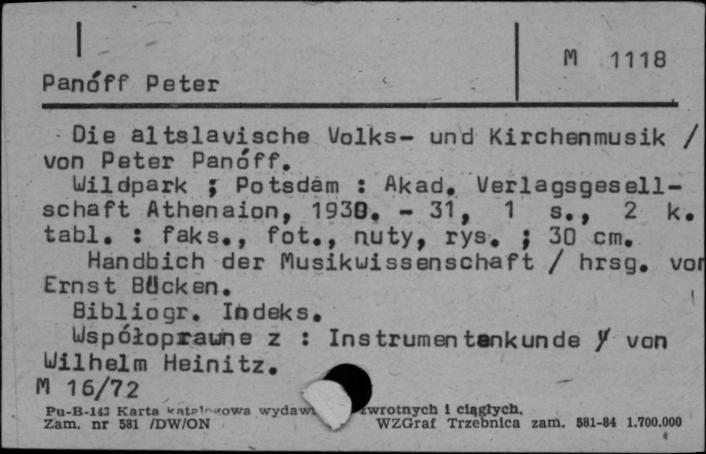 M 1118
Panóff Peter
Die altslavische Volks- und Kirchenmusik /
von Peter Panóff.
Wildpark ; Potsdam : Akad. Verlagsgesell-
schaft Athenaion, 1930. - 31, 1 s., 2 k.
tabl. : faks., fot., nuty, rys. ; 30 cm.
Handbich der Musikwissenschaft / hrsg. von
Ernst Bücken.
Bibliogr. Indeks.
Współoprawne z : Instrumentenkunde / von
Wilhelm Heinitz.
M 16/72
Pu-B-143 Karta katalogowa wydawn zwrotnych i ciągłych.
Zam. nr 581 /DW/ON WZGraf Trzebnica zam. 581-84 1.700.000